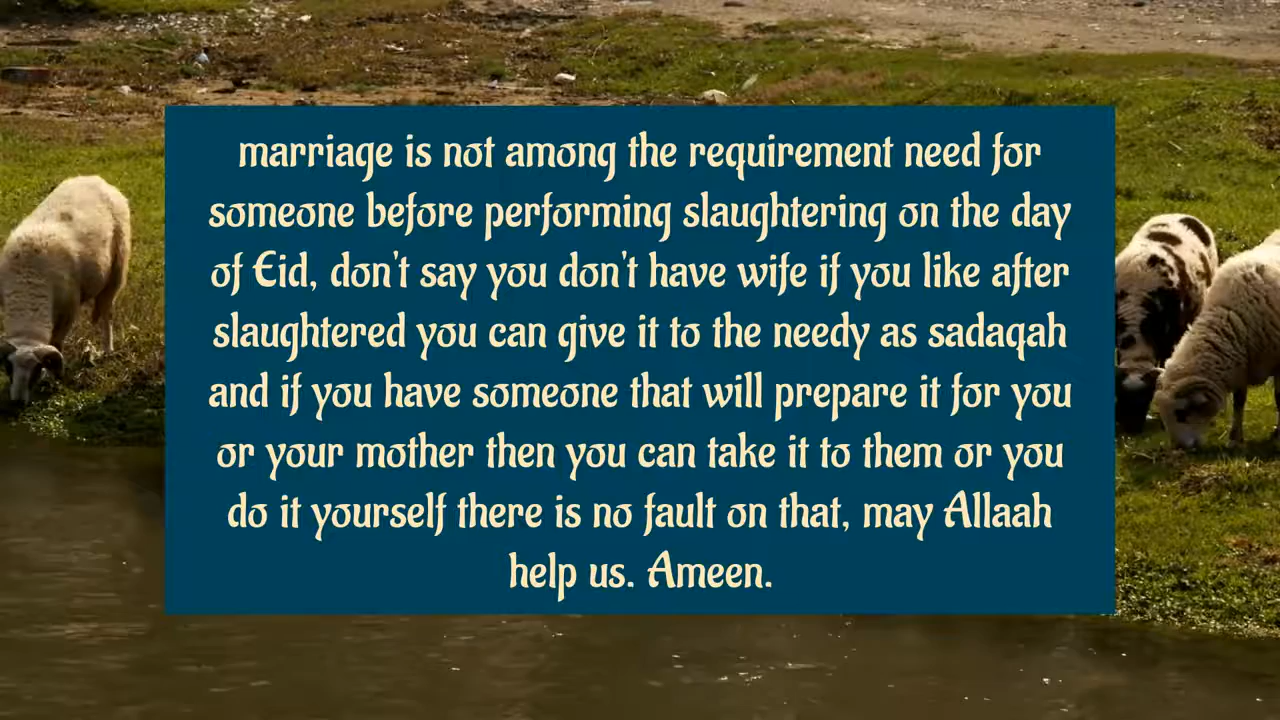 marriage is not among the requirement need for
someone before performing slaughtering on the day
of Eid, don't say you don't have wife if you like after
slaughtered you can give it to the needy as sadaqah
and if you have someone that will prepare it for you
or your mother then you can take it to them or you
do it yourself there is no fault on that, may Allaah
help us. Ameen.